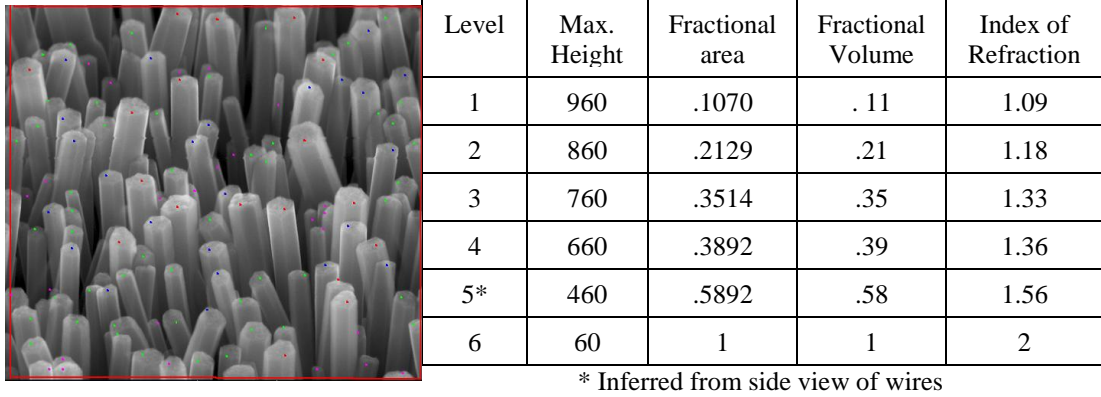 Level Max. Height Fractional area Fractional Volume Index of Refraction
1 960 .1070 . 11 1.09
2 860 .2129 .21 1.18
3 760 .3514 .35 1.33
4 660 .3892 .39 1.36
5* 460 .5892 .58 1.56
6 60 1 1 2
* Inferred from side view of wires